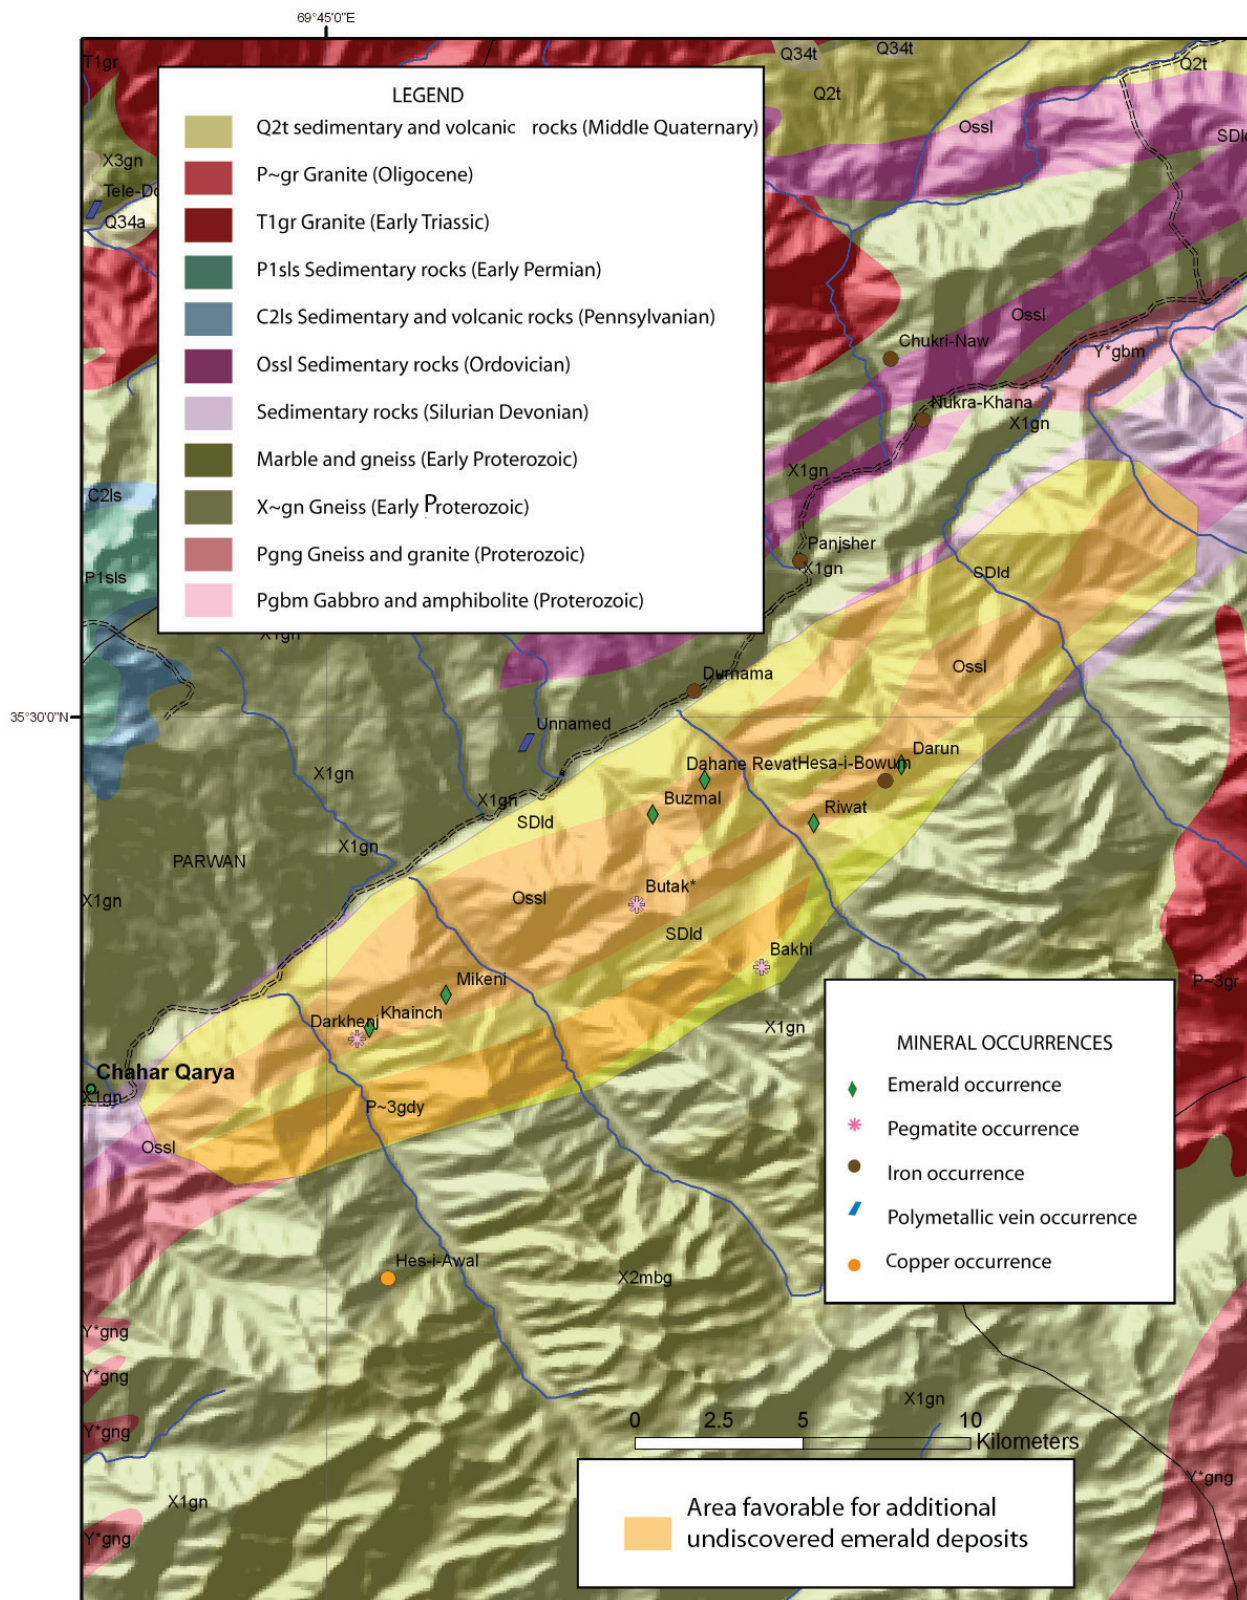 69°45'0"E
T1gr
Q34t
Q34t
Q2t
Q2t
LEGEND
Q2t sedimentary and volcanic rocks (Middle Quaternary)
P~gr Granite (Oligocene)
T1gr Granite (Early Triassic)
P1sls Sedimentary rocks (Early Permian)
C2ls Sedimentary and volcanic rocks (Pennsylvanian)
Ossl Sedimentary rocks (Ordovician)
Sedimentary rocks (Silurian Devonian)
Marble and gneiss (Early Proterozoic)
X~gn Gneiss (Early Proterozoic)
Pgng Gneiss and granite (Proterozoic)
Pgbm Gabbro and amphibolite (Proterozoic)
Ossl
SDld
X3gn
Tele-Do
Q34a
Ossl
Chukri-Naw
Y*gbm
Nukra-Khana
X1gn
X1gn
C2ls
Panjsher
X1gn
P1sls
SDld
X1gn
Ossl
Durnama
35°30'0"N
Unnamed
Darun
Dahane Revat
Hesa-i-Bowum
X1gn
X1gn
Buzmal
Riwat
SDld
X1gn
PARWAN
Butak*
X1gn
Ossl
SDld
Bakhi
Mikeni
P~3gr
Khainch
Darkhenj
X1gn
MINERAL OCCURRENCES
Emerald occurrence
Pegmatite occurrence
Iron occurrence
Polymetallic vein occurrence
Copper occurrence
Chahar Qarya
X1gn
P~3gdy
Ossl
Hes-i-Awal
X2mbg
Y*gng
Y*gng
X1gn
Y*gng
0 2.5 5 10
Kilometers
Y*gng
X1gn
Y*gng
Area favorable for additional
undiscovered emerald deposits